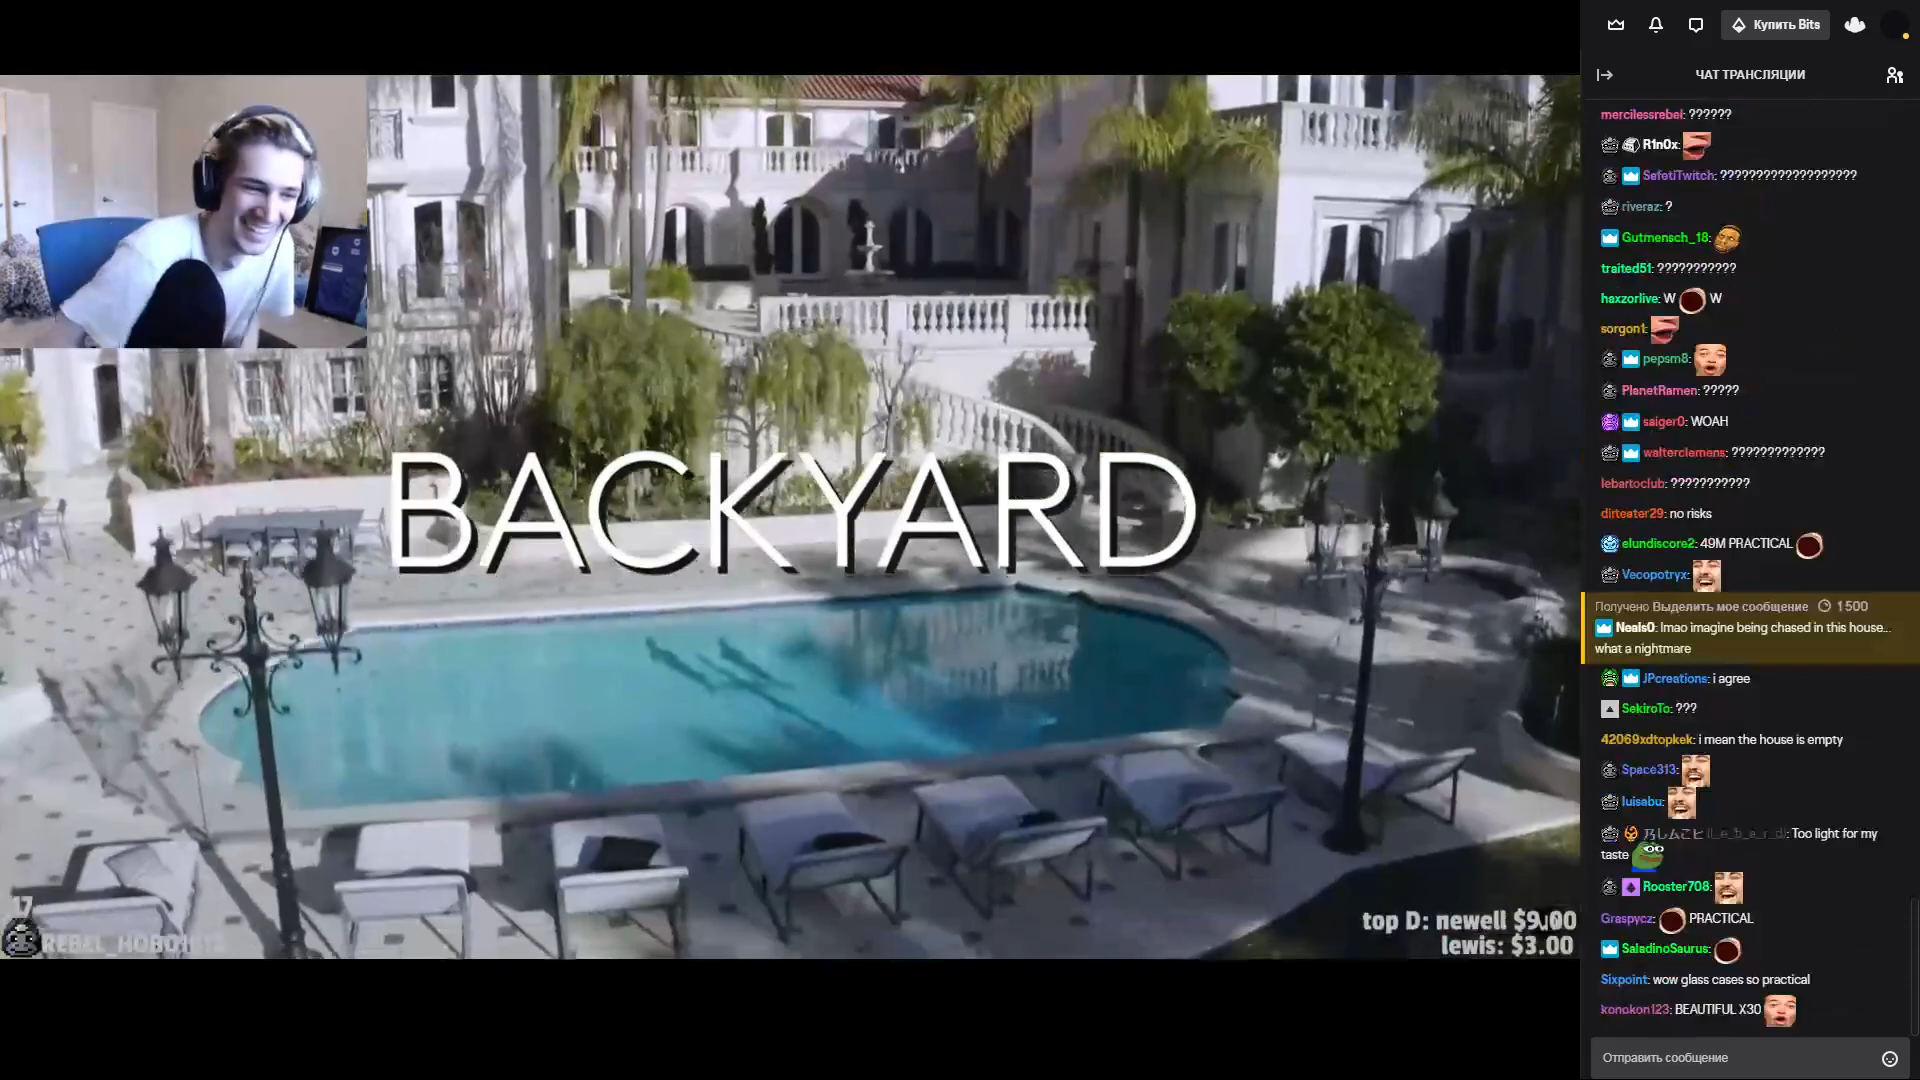 Купить Bits
ЧАТ ТРАНСЛЯЦИИ
mercilessrebel: ??????
R1n0x:
SefetiTwitch: ???????????????????
riveraz: ?
Gutmensch_18:
traited51: ???????????
haxzorlive: W W
sorgon1:
pepsm8:
PlanetRamen: ?????
saiger0: WOAH
walterclemens: ?????????????
lebartoclub: ???????????
dirteater29: no risks
elundiscore2: 49M PRACTICAL
Vecopotryx:
Получено Выделить мое сообщение 1 500
Neals0: lmao imagine being chased in this house...
what a nightmare
JPcreations: i agree
SekiroTo: ???
42069xdtopkek: i mean the house is empty
Space313:
luisabu:
Too light for my
taste
Rooster708:
Graspycz: PRACTICAL
SaladinoSaurus:
Sixpoint: wow glass cases so practical
konokon123: BEAUTIFUL X30
Отправить сообщение
BACKYARD
17
top D: newell $9.00
lewis: $3.00